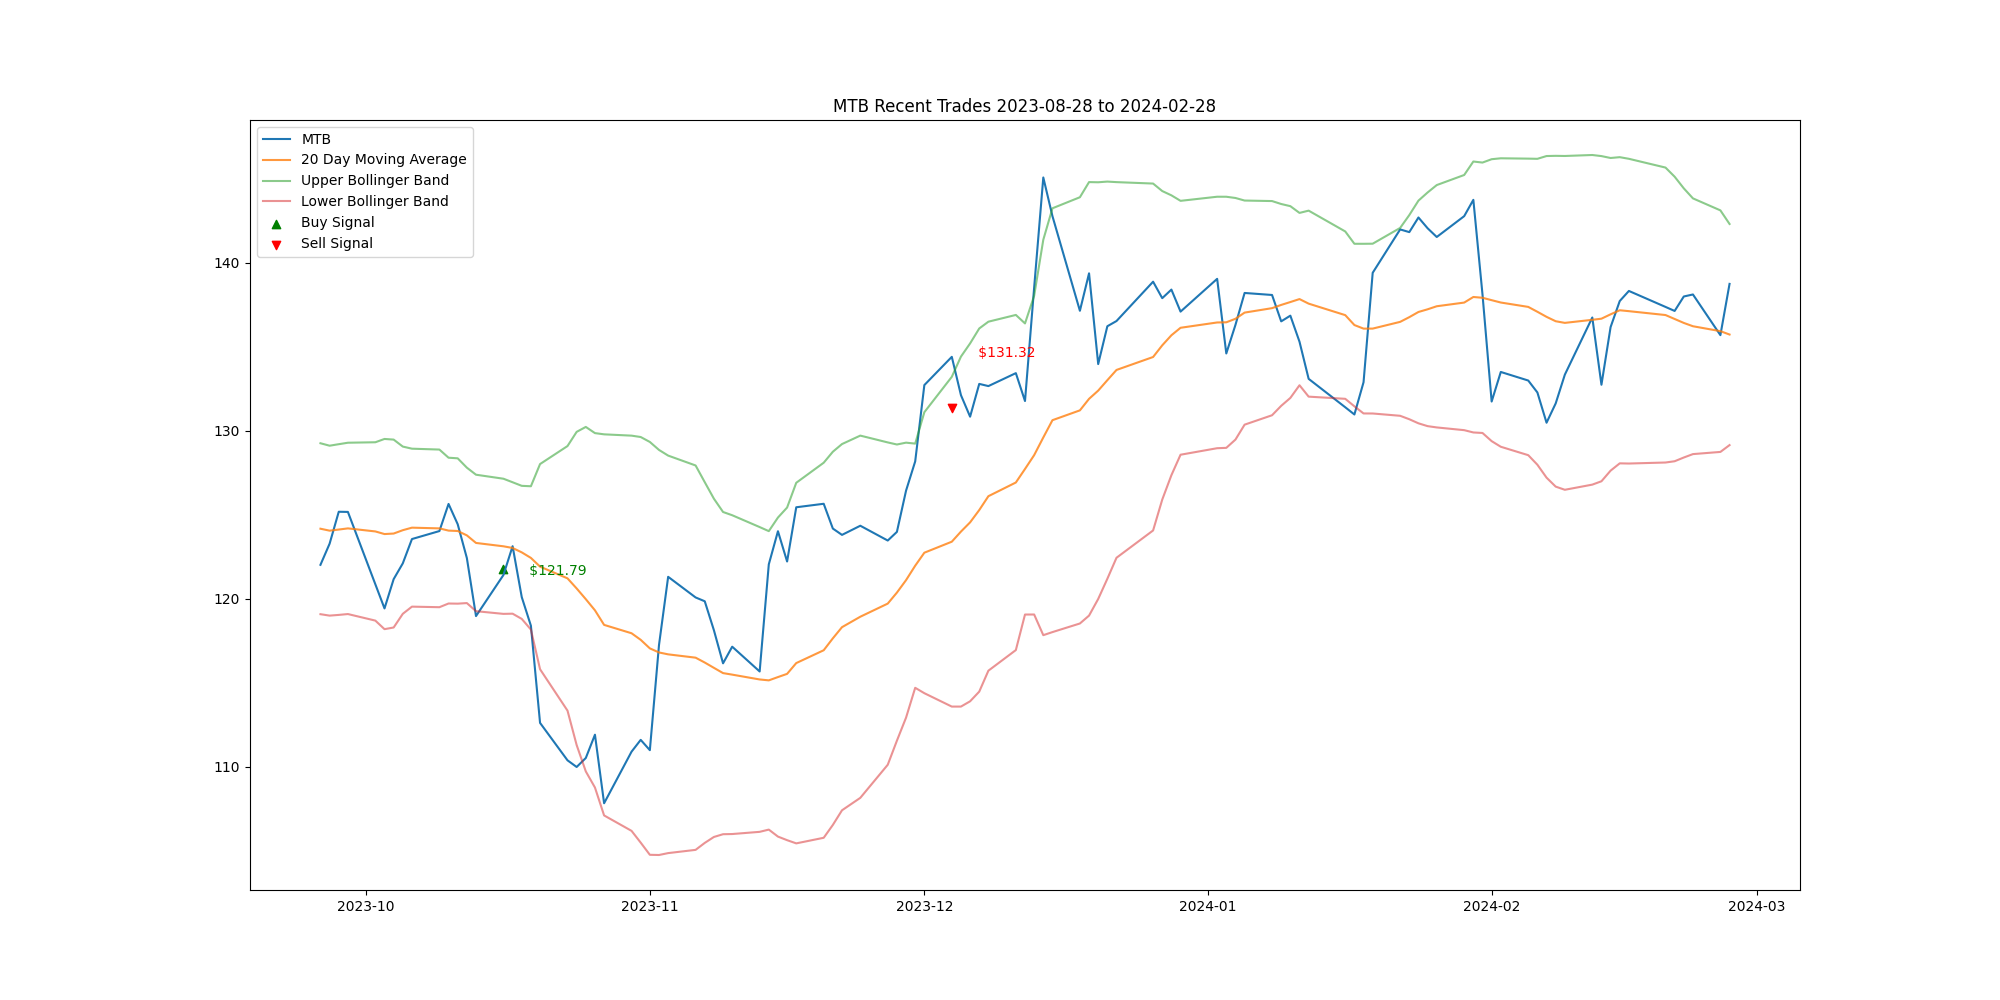 MTB Recent Trades 2023-08-28 to 2024-02-28
MTB
20 Day Moving Average
Upper Bollinger Band
Lower Bollinger Band
Buy Signal
Sell Signal
140
130
120
110
$131.32
$121.79
2023-10
2023-11
2023-12
2024-01
2024-02
2024-03